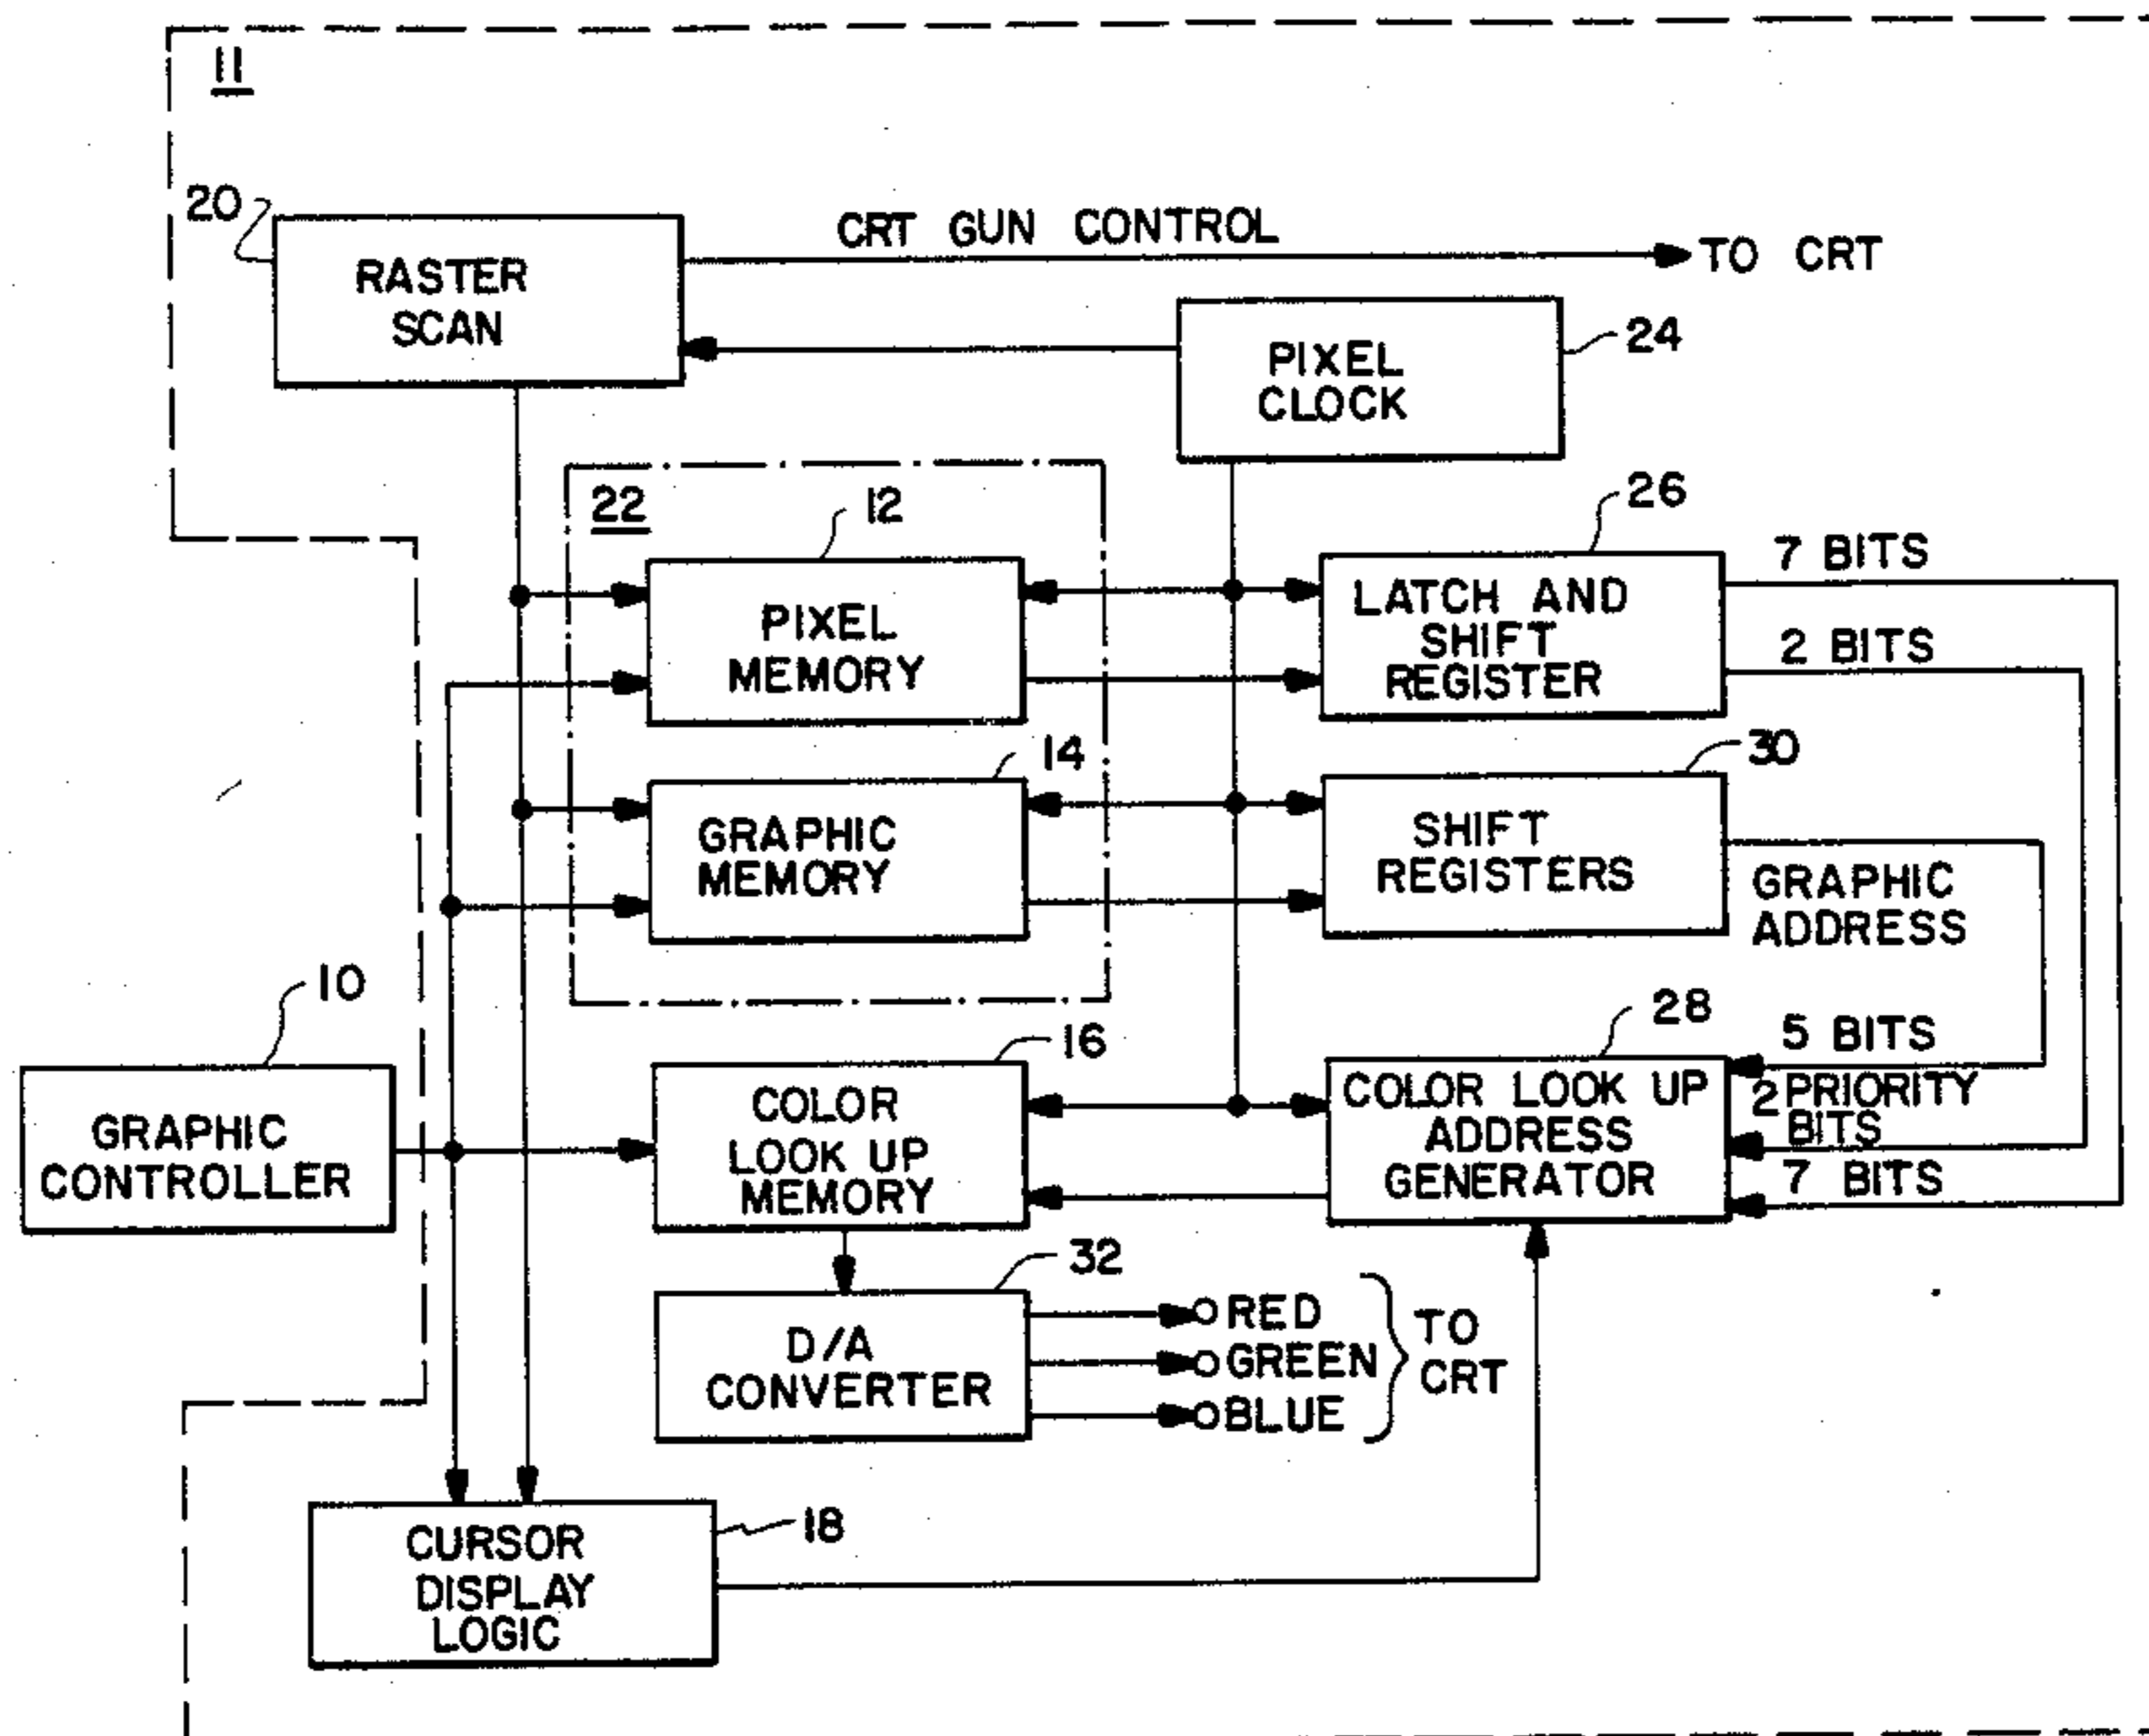 11
20
RASTER
SCAN
CRT GUN CONTROL
TO CRT
PIXEL
CLOCK
24
22
12
PIXEL
MEMORY
26
LATCH AND
SHIFT
REGISTER
7 BITS
2 BITS
14
GRAPHIC
MEMORY
30
SHIFT
REGISTERS
GRAPHIC
ADDRESS
10
GRAPHIC
CONTROLLER
16
COLOR
LOOK UP
MEMORY
28
COLOR LOOK UP
ADDRESS
GENERATOR
5 BITS
2 PRIORITY
BITS
7 BITS
32
D/A
CONVERTER
RED
GREEN
BLUE
TO
CRT
18
CURSOR
DISPLAY
LOGIC